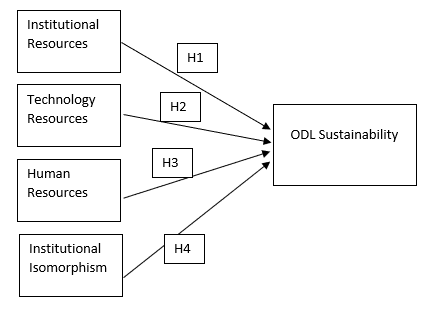 Institutional
Resources
H1
Technology
Resources
H2
ODL Sustainability
Human
Resources
H3
Institutional
Isomorphism
H4